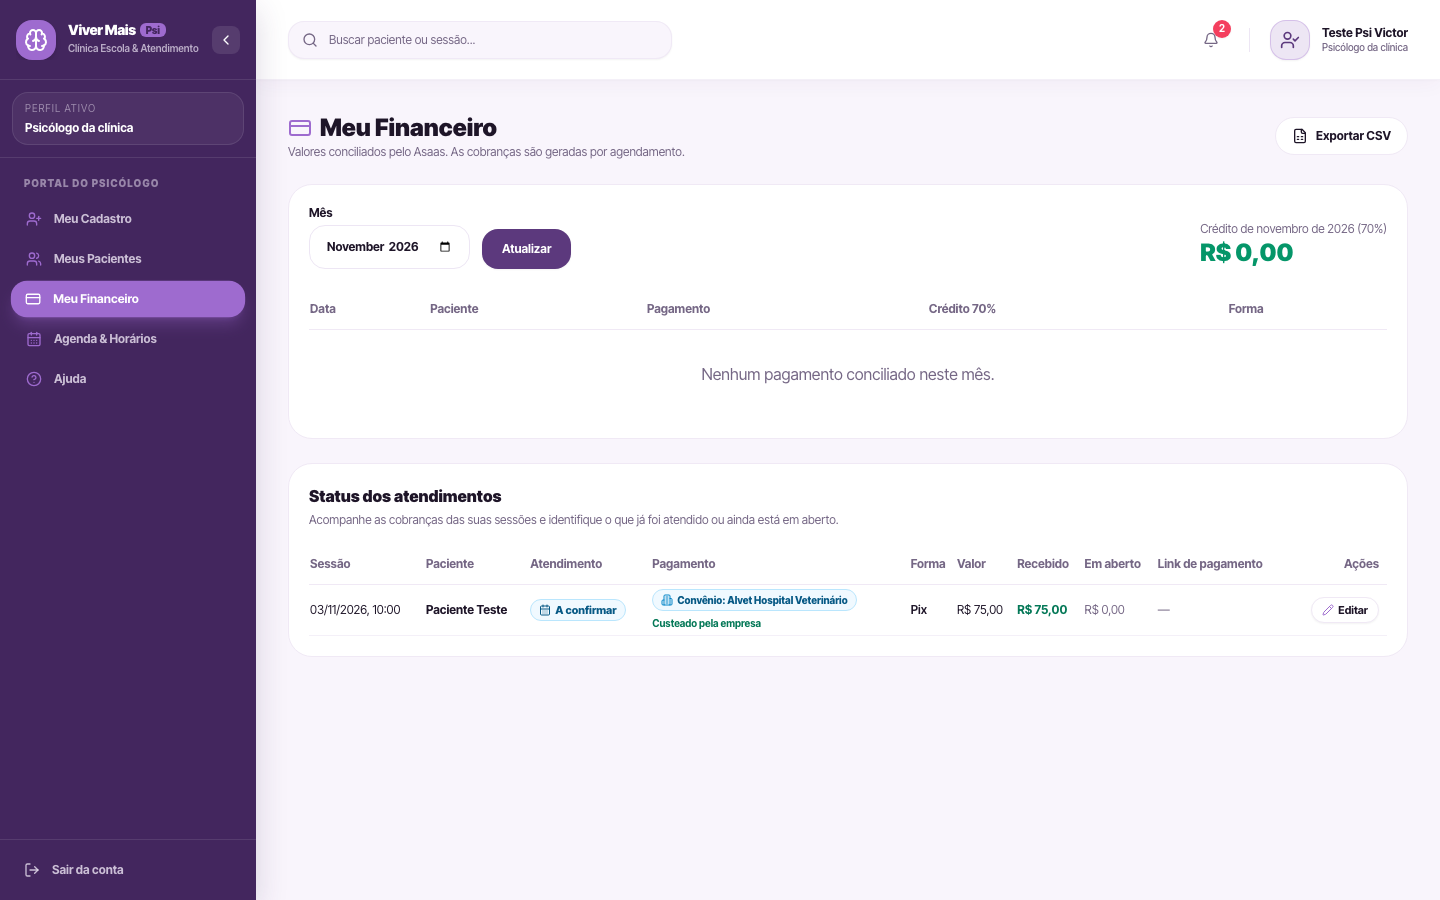 Viver Mais Psi
Clínica Escola & Atendimento
PERFIL ATIVO
Psicólogo da clínica
PORTAL DO PSICÓLOGO
Meu Cadastro
Meus Pacientes
Meu Financeiro
Agenda & Horários
Ajuda
Sair da conta
Buscar paciente ou sessão...
2
Teste Psi Victor
Psicólogo da clínica
Meu Financeiro
Valores conciliados pelo Asaas. As cobranças são geradas por agendamento.
Exportar CSV
Mês
November 2026
Atualizar
Crédito de novembro de 2026 (70%)
R$ 0,00
Data Paciente Pagamento Crédito 70% Forma
Nenhum pagamento conciliado neste mês.
Status dos atendimentos
Acompanhe as cobranças das suas sessões e identifique o que já foi atendido ou ainda está em aberto.
Sessão Paciente Atendimento Pagamento Forma Valor Recebido Em aberto Link de pagamento Ações
03/11/2026, 10:00 Paciente Teste A confirmar Convênio: Alvet Hospital Veterinário Pix R$ 75,00 R$ 75,00 R$ 0,00 — Editar
Custeado pela empresa